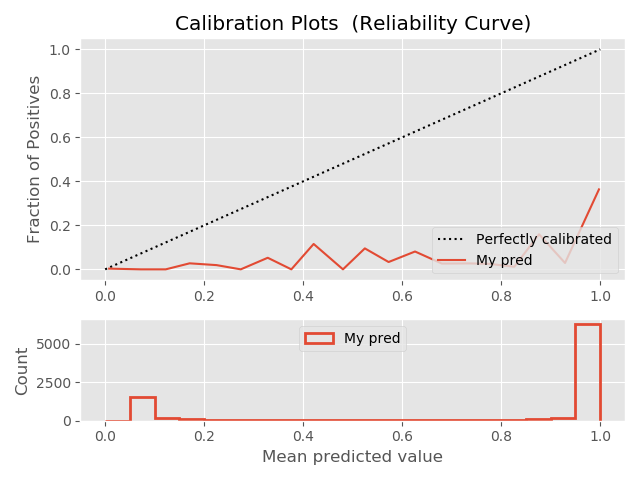 Calibration Plots  (Reliability Curve)
1.0
0.8
0.6
0.4
0.2
0.0
Fraction of Positives
Perfectly calibrated
My pred
0.0 0.2 0.4 0.6 0.8 1.0
5000
2500
0
Count
My pred
0.0 0.2 0.4 0.6 0.8 1.0
Mean predicted value